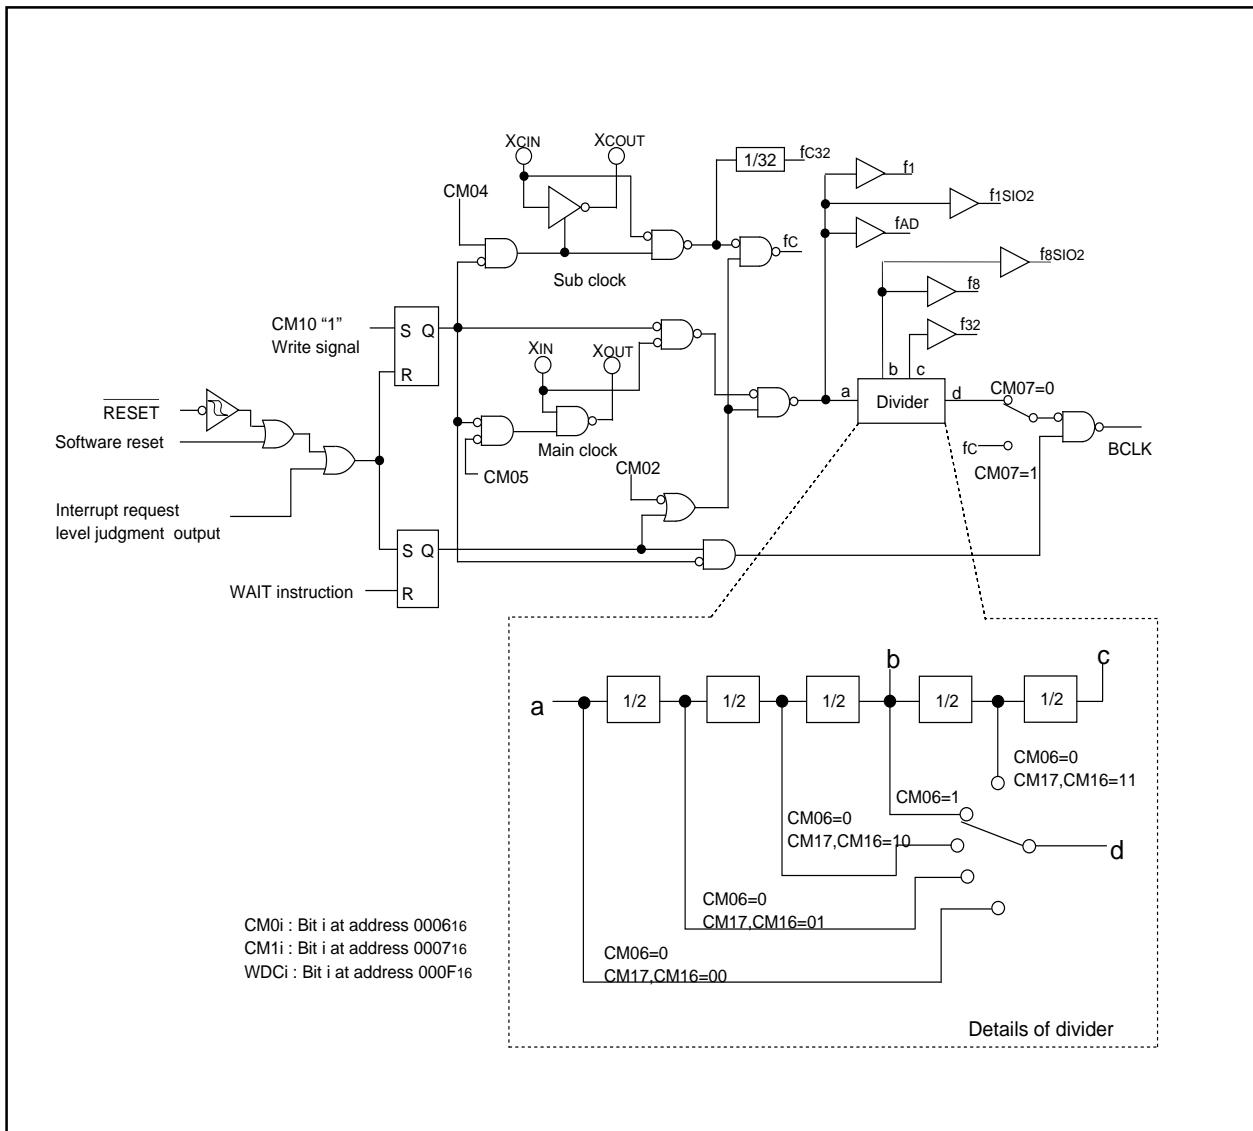 XCIN
XCOUT
1/32
fC32
f1
CM04
f1SIO2
fAD
fC
f8SIO2
Sub clock
f8
CM10 “1”
Write signal
S Q
R
XIN
XOUT
f32
b
c
a
Divider
d
CM07=0
RESET
Software reset
Main clock
CM05
CM02
fC
CM07=1
BCLK
Interrupt request
level judgment output
S Q
R
WAIT instruction
b
c
a
1/2
1/2
1/2
1/2
1/2
CM06=0
CM17,CM16=11
CM06=1
CM06=0
CM17,CM16=10
d
CM06=0
CM17,CM16=01
CM06=0
CM17,CM16=00
CM0i : Bit i at address 000616
CM1i : Bit i at address 000716
WDCi : Bit i at address 000F16
Details of divider